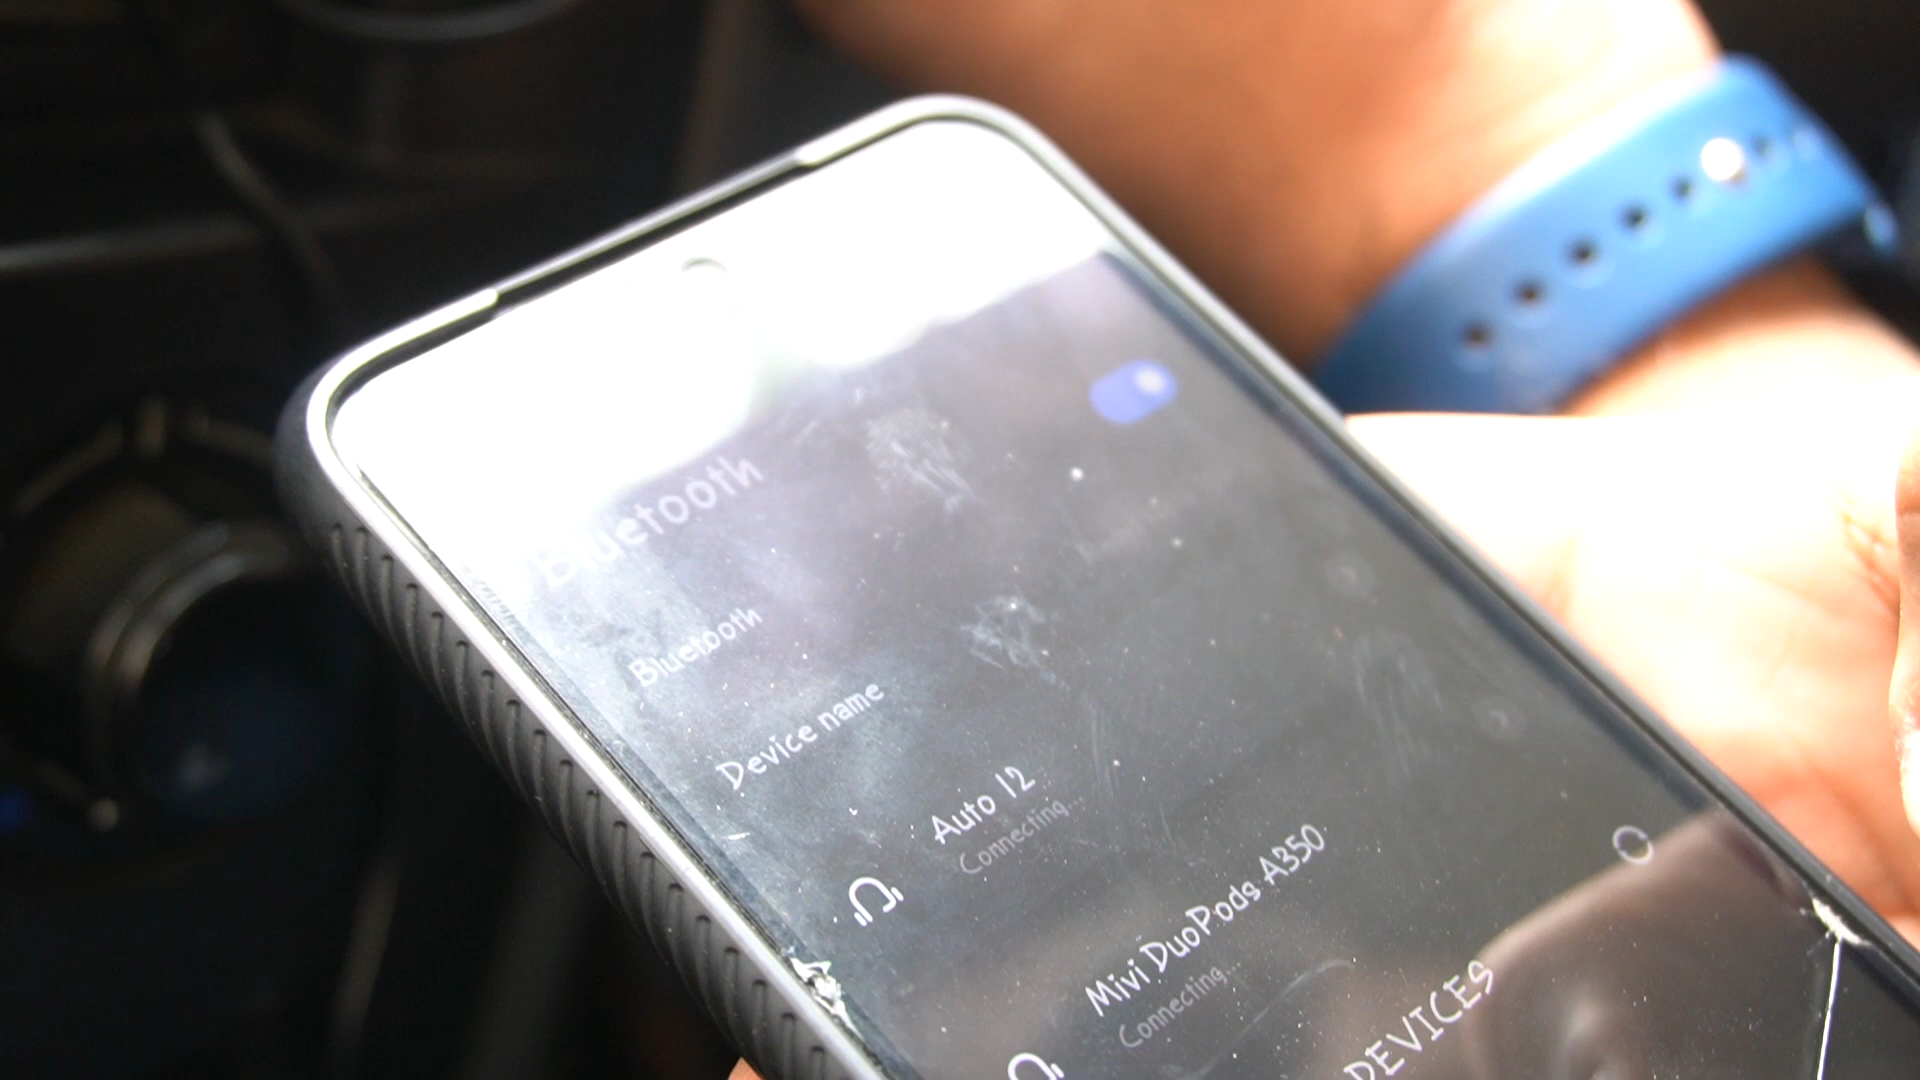 Bluetooth
Bluetooth
Device name
Auto 12
Connecting...
Mivi DuoPods A350
Connecting...
DEVICES